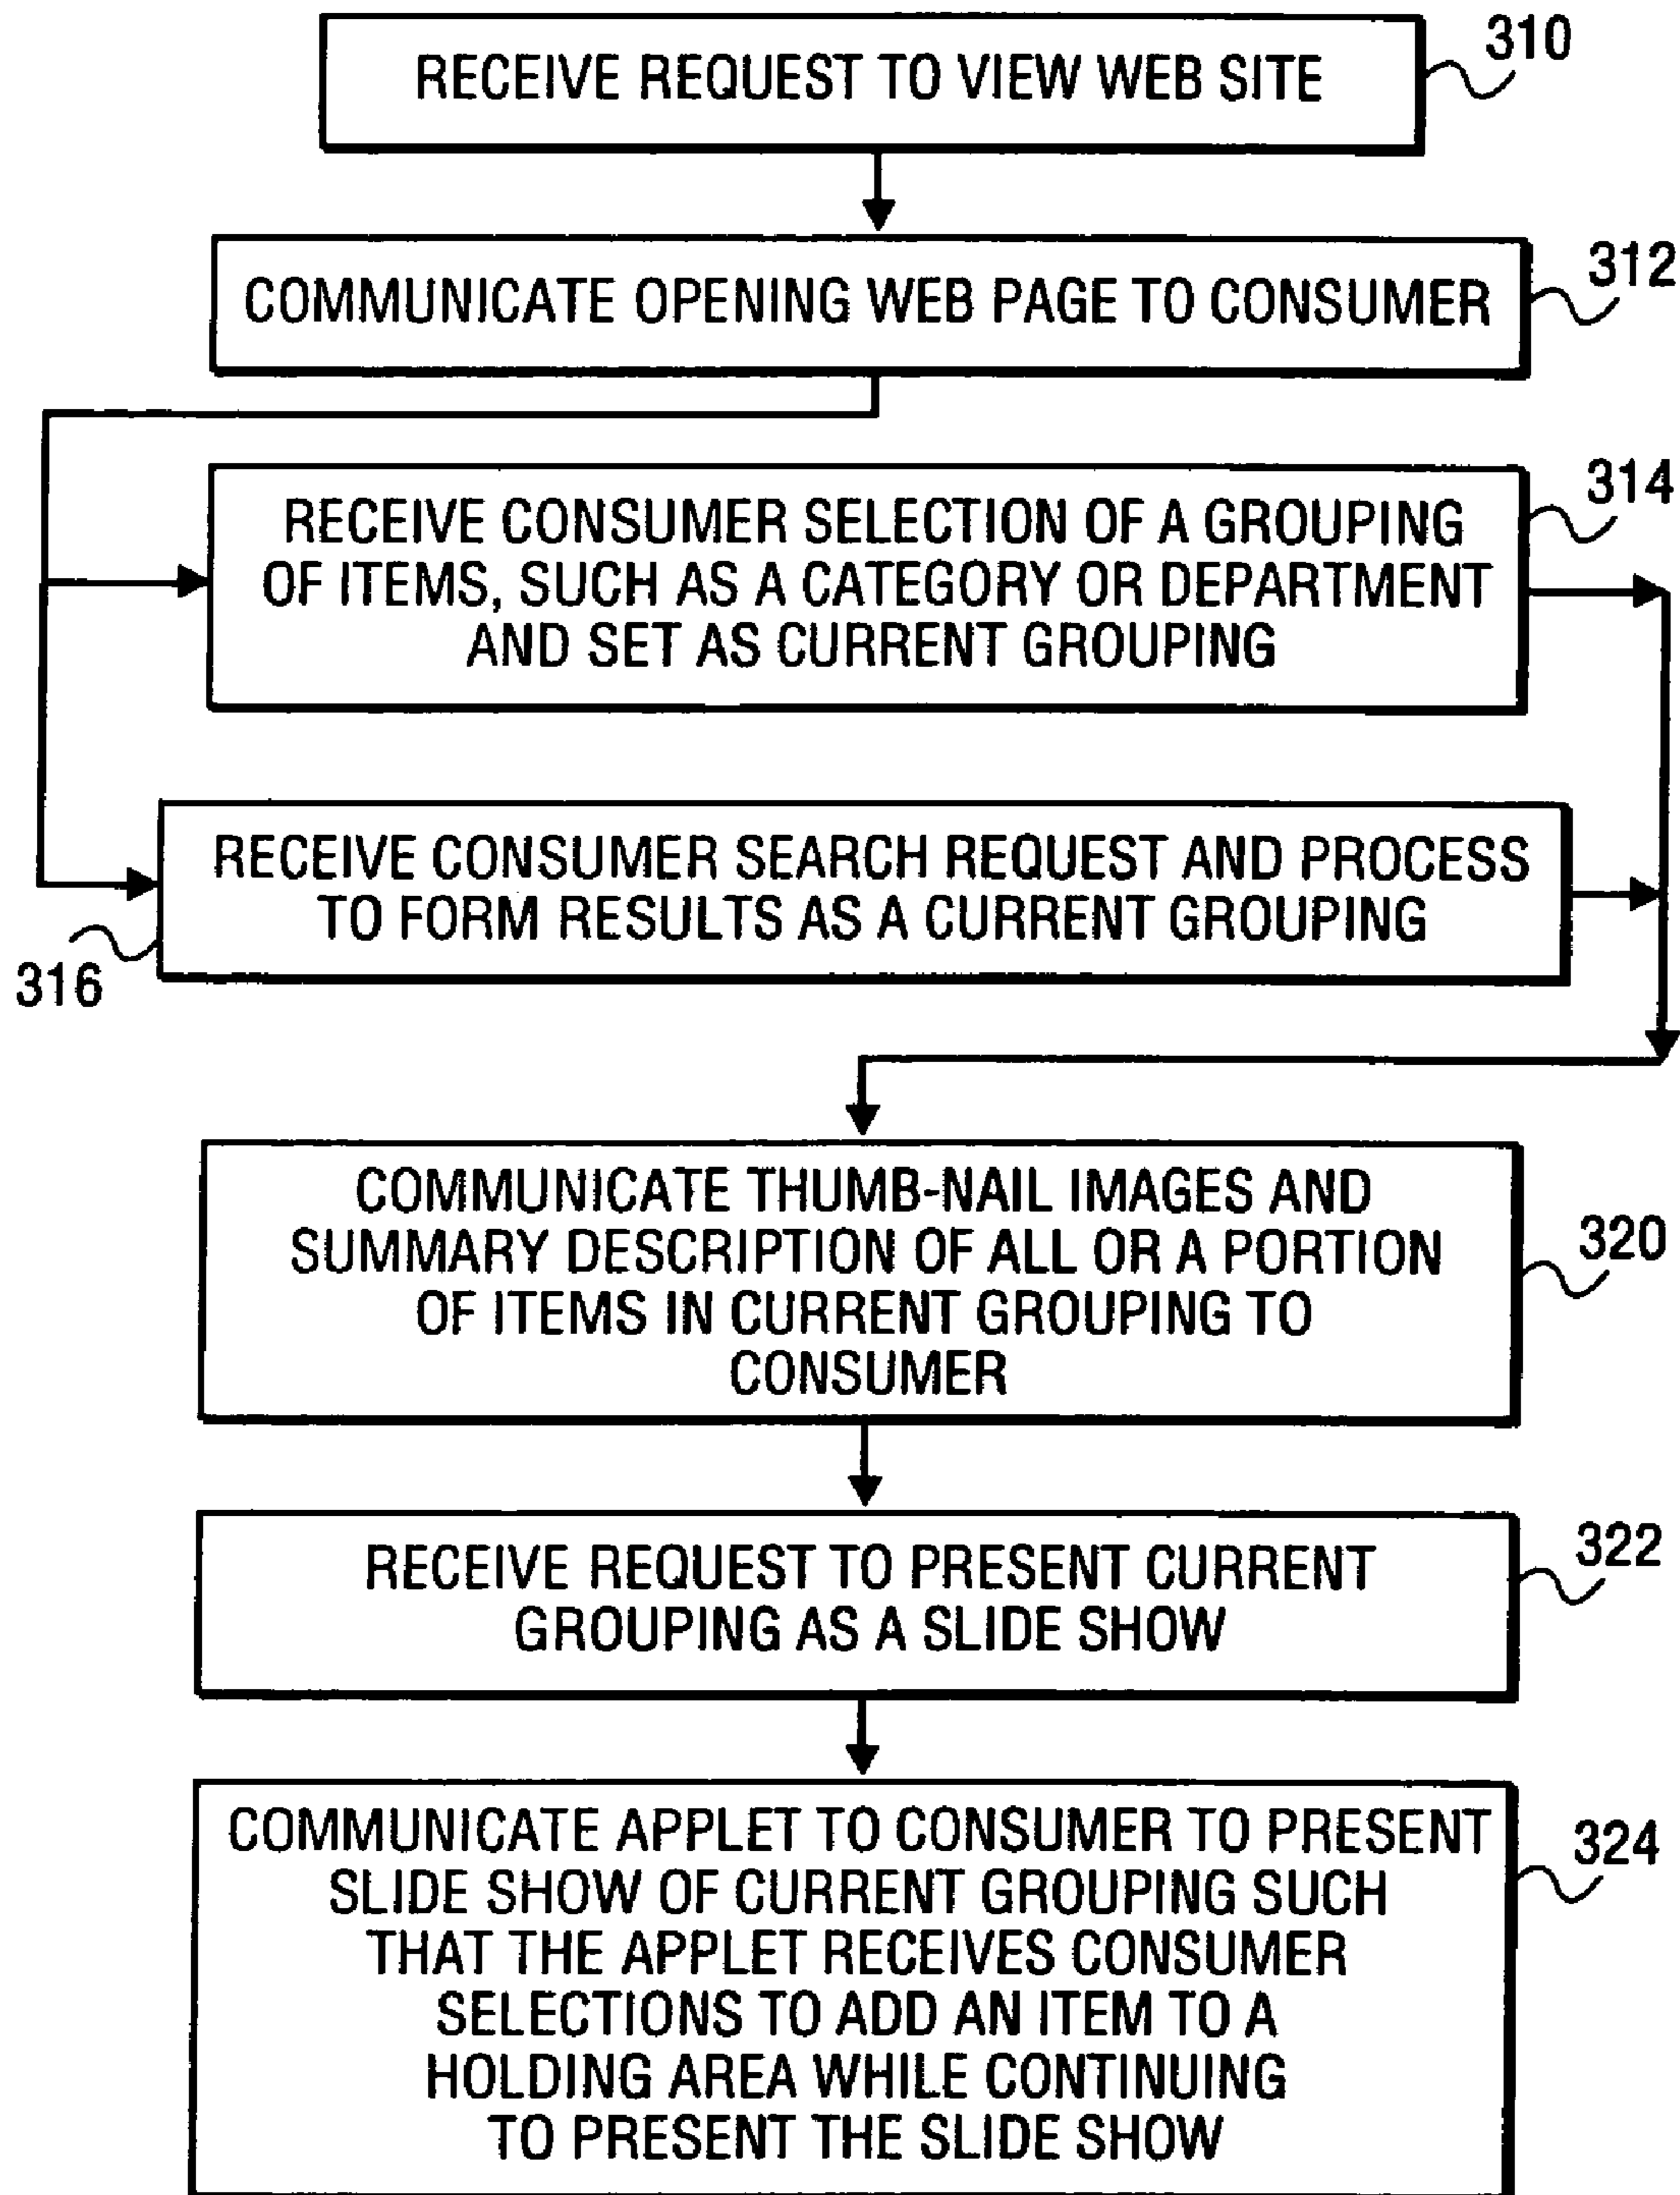 RECEIVE REQUEST TO VIEW WEB SITE
310
COMMUNICATE OPENING WEB PAGE TO CONSUMER
312
RECEIVE CONSUMER SELECTION OF A GROUPING
OF ITEMS, SUCH AS A CATEGORY OR DEPARTMENT
AND SET AS CURRENT GROUPING
314
RECEIVE CONSUMER SEARCH REQUEST AND PROCESS
TO FORM RESULTS AS A CURRENT GROUPING
316
COMMUNICATE THUMB-NAIL IMAGES AND
SUMMARY DESCRIPTION OF ALL OR A PORTION
OF ITEMS IN CURRENT GROUPING TO
CONSUMER
320
RECEIVE REQUEST TO PRESENT CURRENT
GROUPING AS A SLIDE SHOW
322
COMMUNICATE APPLET TO CONSUMER TO PRESENT
SLIDE SHOW OF CURRENT GROUPING SUCH
THAT THE APPLET RECEIVES CONSUMER
SELECTIONS TO ADD AN ITEM TO A
HOLDING AREA WHILE CONTINUING
TO PRESENT THE SLIDE SHOW
324